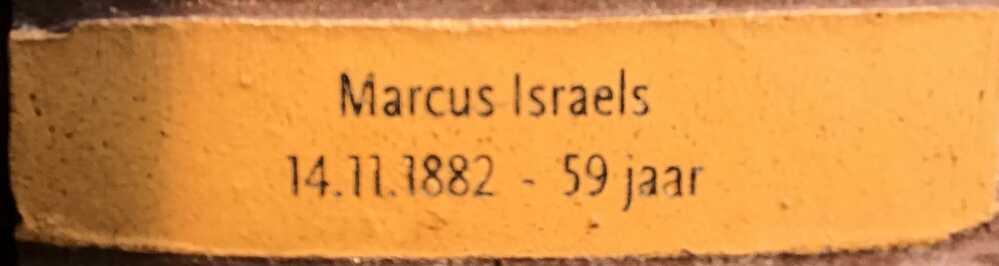 Marcus Israels
14.11.1882 - 59 jaar